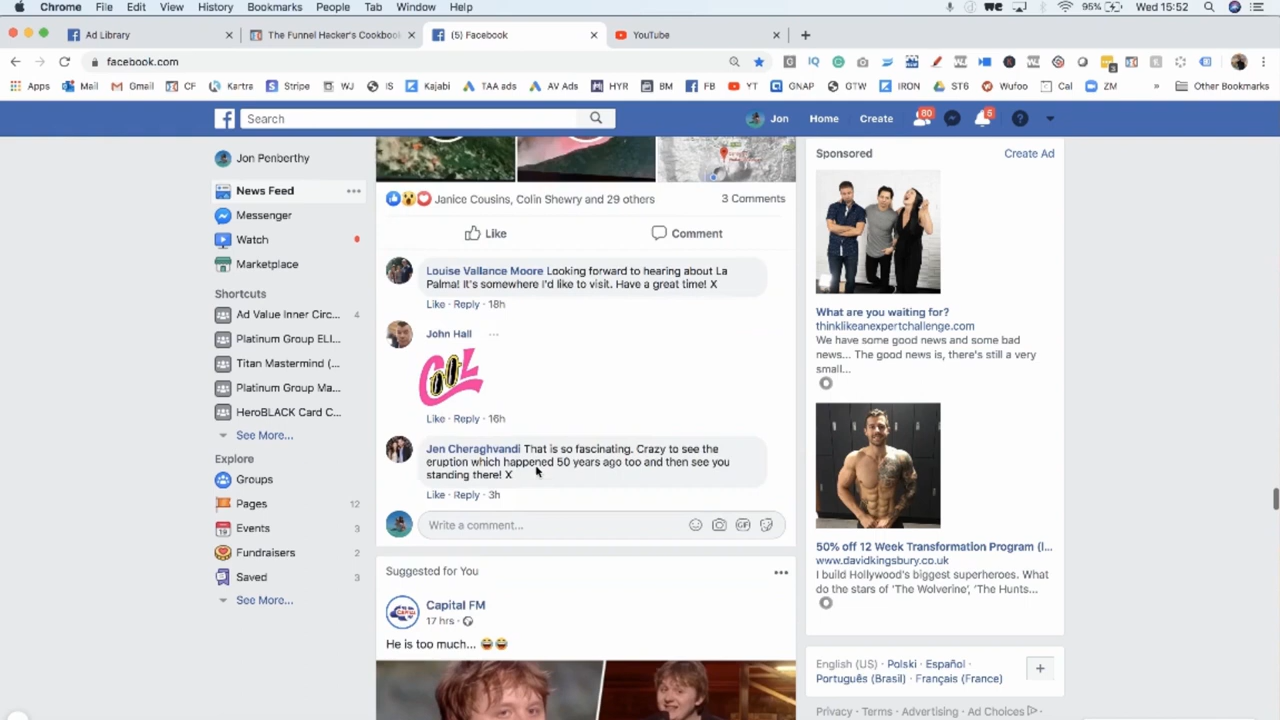 Chrome File Edit View History Bookmarks People Tab Window Help 95% Wed 15:52
Ad Library The Funnel Hacker's Cookbook (5) Facebook YouTube
facebook.com
Apps Mail Gmail CF Kartra Stripe WJ IS Kajabi TAA ads AV Ads HYR BM FB YT GNAP GTW IRON ST6 Wufoo Cal ZM » Other Bookmarks
Search Jon Home Create 80 5
Jon Penberthy
News Feed
Messenger
Watch
Marketplace
Shortcuts
Ad Value Inner Circ... 4
Platinum Group ELI...
Titan Mastermind (...
Platinum Group Ma...
HeroBLACK Card C...
See More...
Explore
Groups
Pages 12
Events 3
Fundraisers 2
Saved 3
See More...
Janice Cousins, Colin Shewry and 29 others 3 Comments
Like Comment
Louise Vallance Moore Looking forward to hearing about La
Palma! It's somewhere I'd like to visit. Have a great time! X
Like · Reply · 18h
John Hall
COOL
Like · Reply · 16h
Jen Cheraghvandi That is so fascinating. Crazy to see the
eruption which happened 50 years ago too and then see you
standing there! X
Like · Reply · 3h
Write a comment...
GIF
Suggested for You
Capital FM
17 hrs ·
He is too much... 😂😂
Sponsored Create Ad
What are you waiting for?
thinklikeanexpertchallenge.com
We have some good news and some bad
news... The good news is, there's still a very
small...
50% off 12 Week Transformation Program (I...
www.davidkingsbury.co.uk
I build Hollywood's biggest superheroes. What
do the stars of 'The Wolverine', 'The Hunts...
English (US) · Polski · Español ·
Português (Brasil) · Français (France)
Privacy · Terms · Advertising · Ad Choices ·